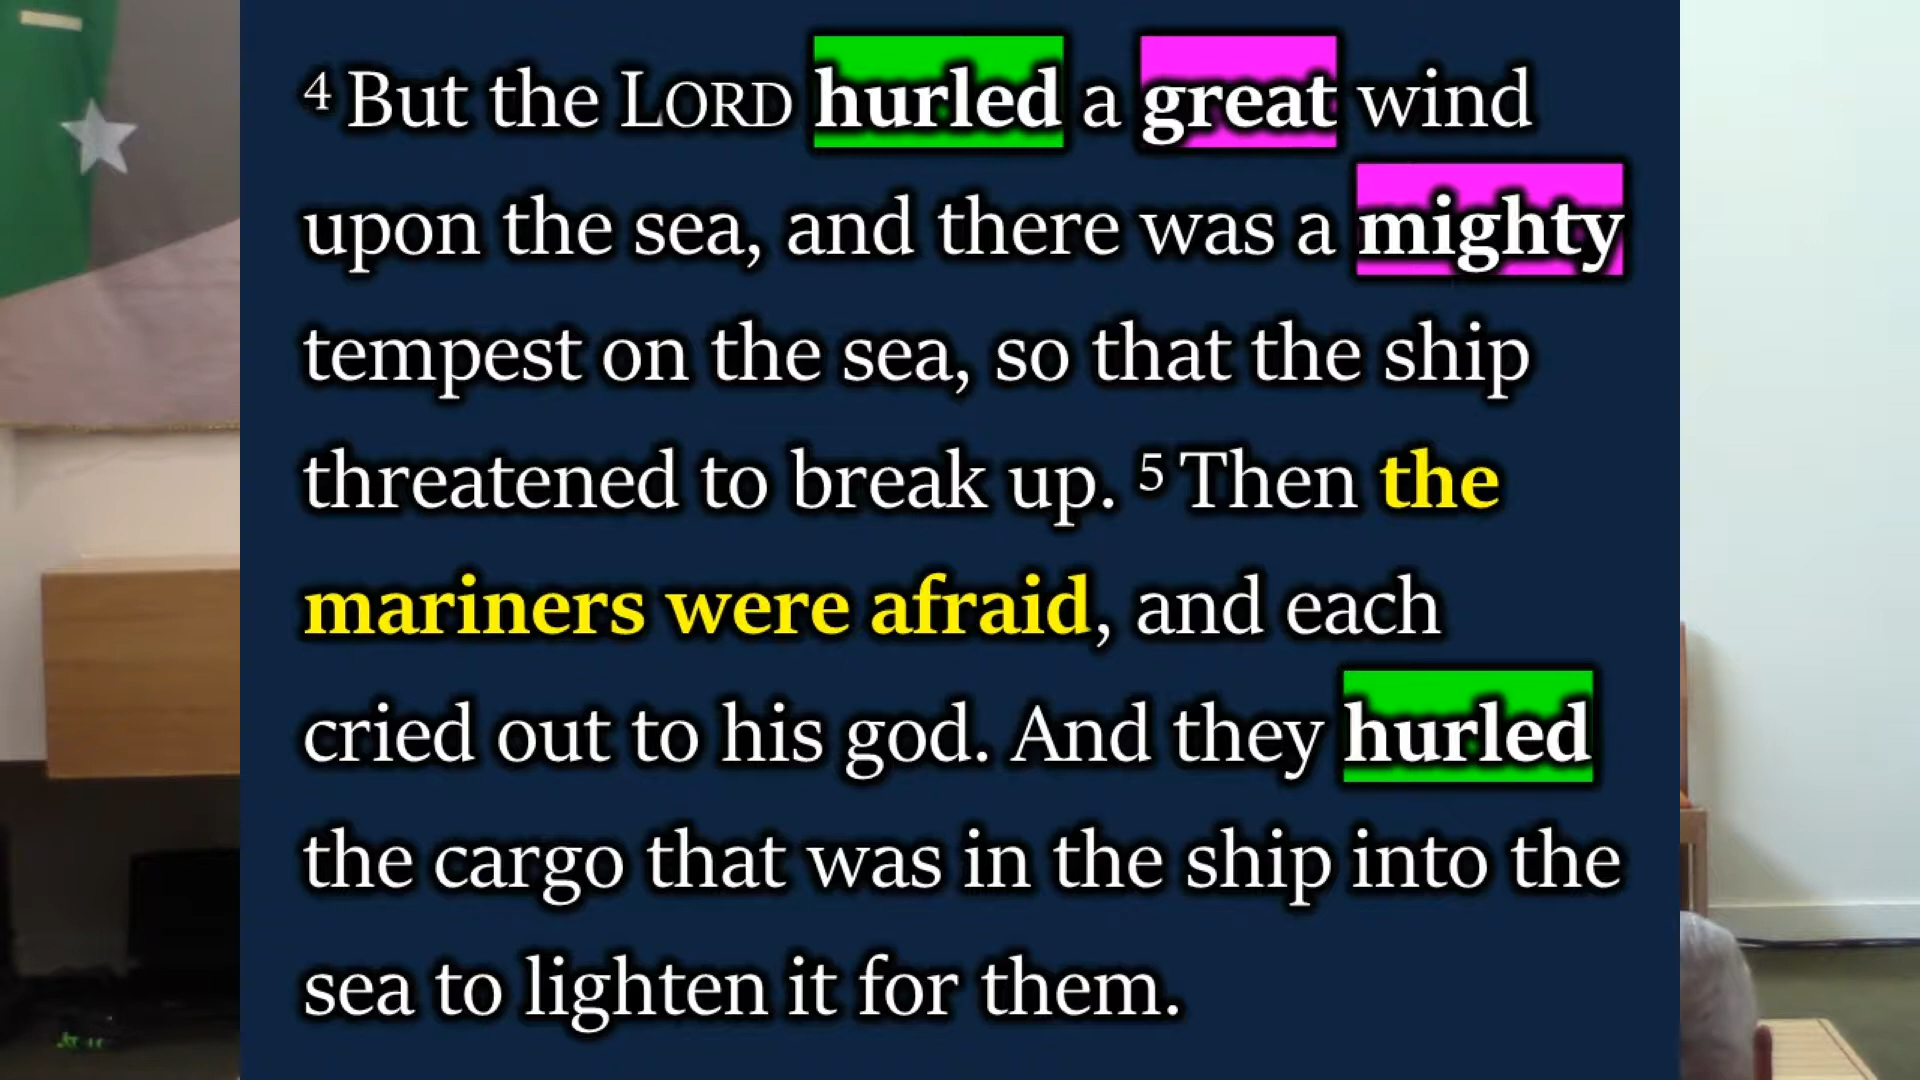 4 But the LORD hurled a great wind
upon the sea, and there was a mighty
tempest on the sea, so that the ship
threatened to break up. 5 Then the
mariners were afraid, and each
cried out to his god. And they hurled
the cargo that was in the ship into the
sea to lighten it for them.